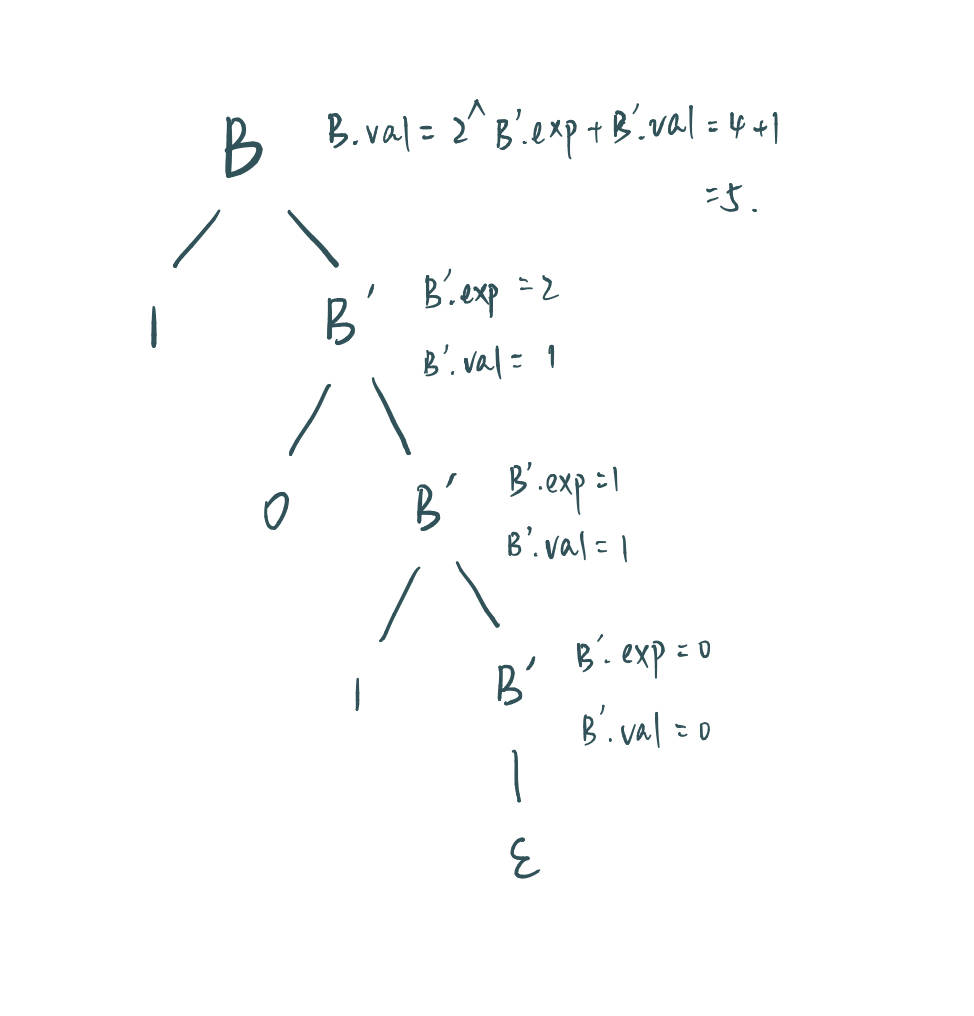 B B.val = 2^B'.exp + B'.val = 4+1
=5.
1 B' B'.exp = 2
B'.val = 1
0 B' B'.exp = 1
B'.val = 1
1 B' B'.exp = 0
B'.val = 0
ε